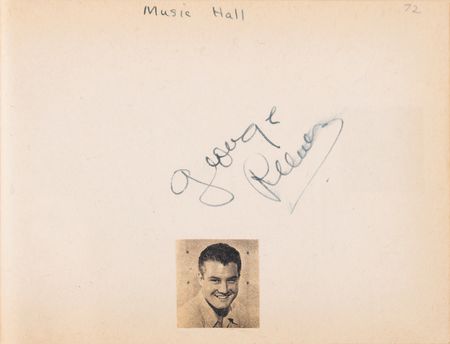 Music Hall
72
George
Reeves